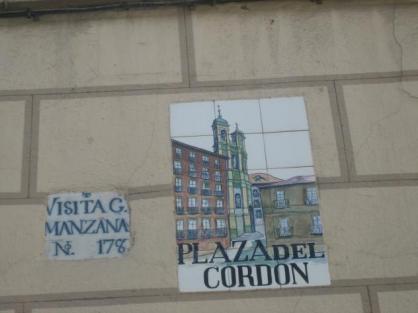 VISITA G.
MANZANA
Nº. 178
PLAZA DEL
CORDON